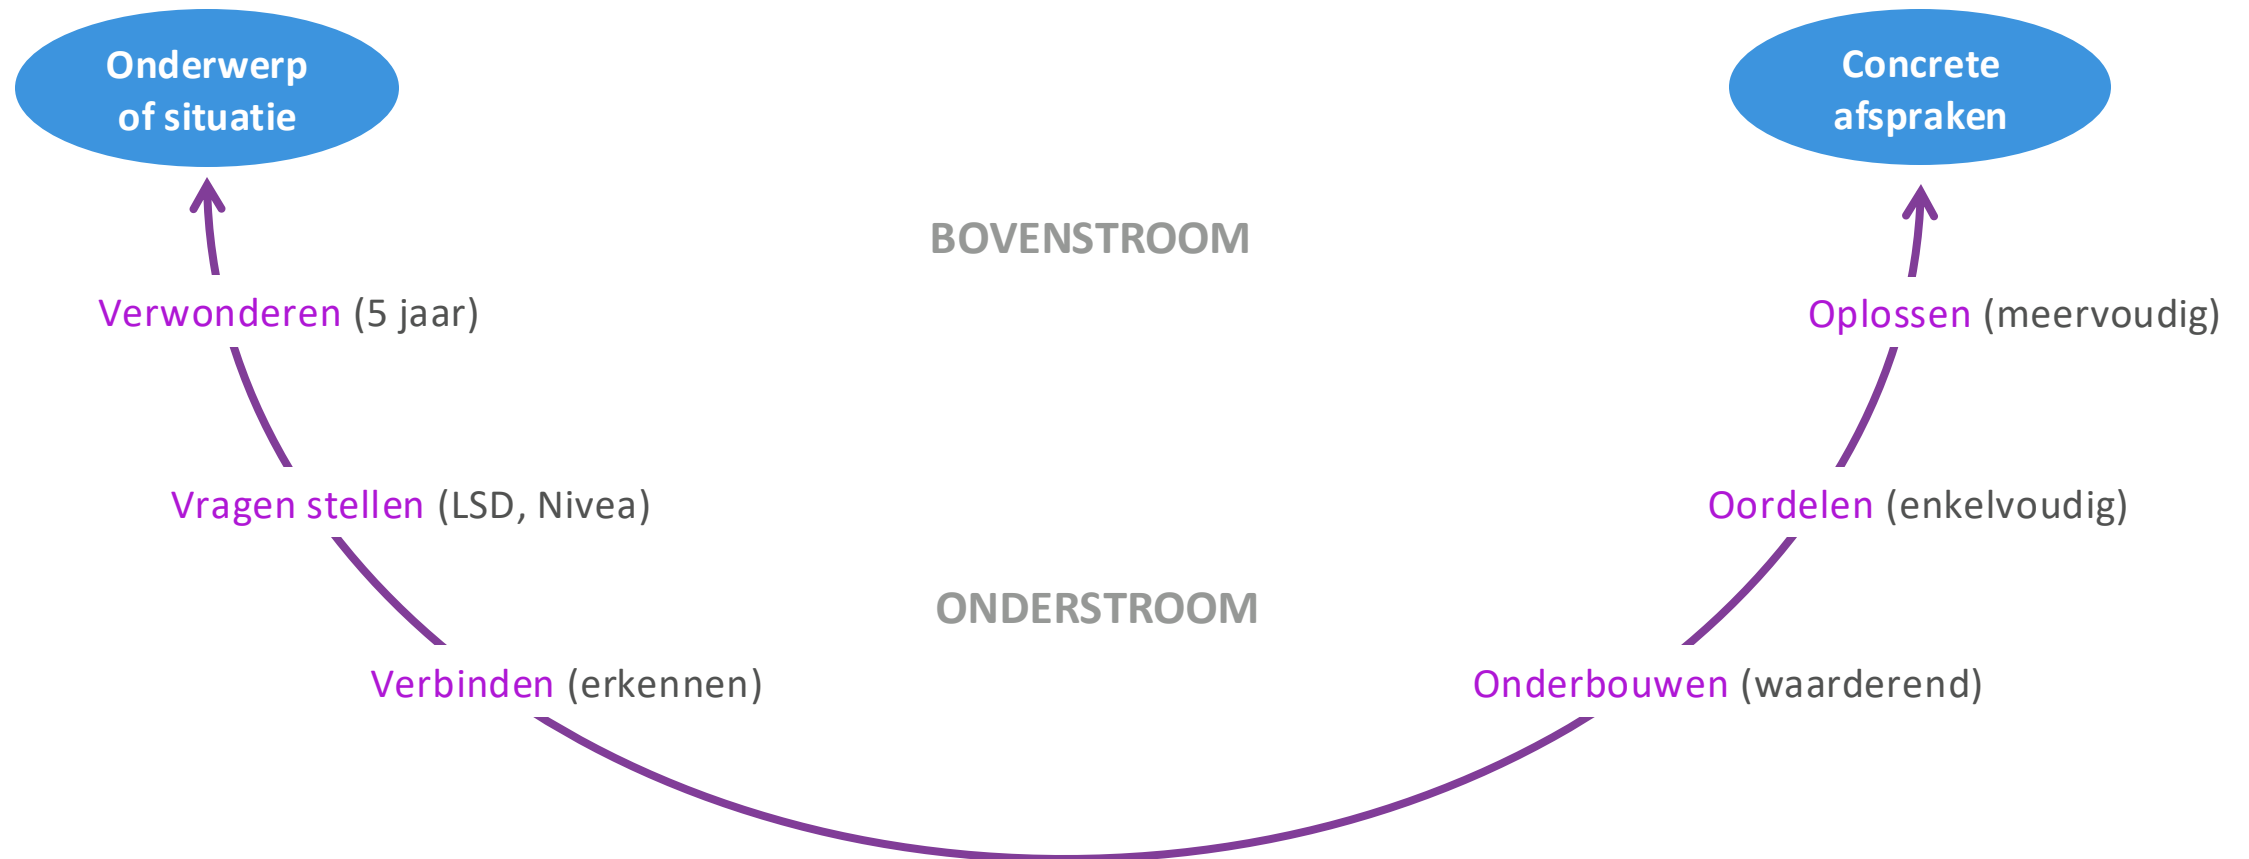 Onderwerp
of situatie
Concrete
afspraken
BOVENSTROOM
Verwonderen (5 jaar)
Oplossen (meervoudig)
Vragen stellen (LSD, Nivea)
Oordelen (enkelvoudig)
ONDERSTROOM
Verbinden (erkennen)
Onderbouwen (waarderend)